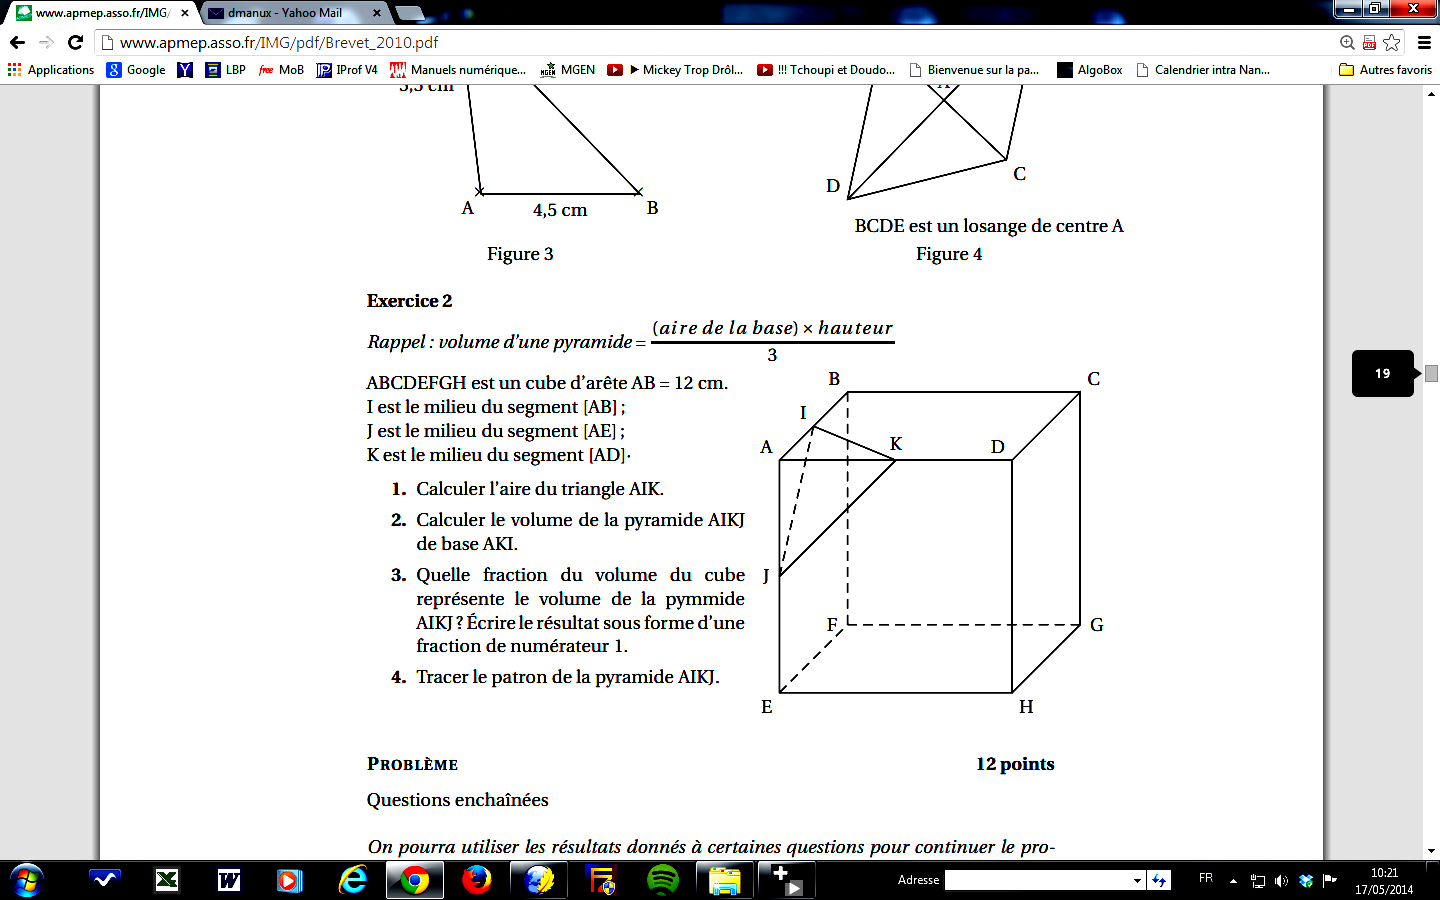 www.apmep.asso.fr/IMG/
dmanux - Yahoo Mail
www.apmep.asso.fr/IMG/pdf/Brevet_2010.pdf
Applications
Google
LBP
free MoB
IProf V4
Manuels numérique...
MGEN
► Mickey Trop Drôl...
!!! Tchoupi et Doudo...
Bienvenue sur la pa...
AlgoBox
Calendrier intra Nan...
Autres favoris
D
C
A
4,5 cm
B
BCDE est un losange de centre A
Figure 3
Figure 4
Exercice 2
Rappel : volume d'une pyramide = (aire de la base) × hauteur
3
ABCDEFGH est un cube d'arête AB = 12 cm.
I est le milieu du segment [AB] ;
J est le milieu du segment [AE] ;
K est le milieu du segment [AD]·
1. Calculer l'aire du triangle AIK.
2. Calculer le volume de la pyramide AIKJ
de base AKI.
3. Quelle fraction du volume du cube
représente le volume de la pymmide
AIKJ ? Écrire le résultat sous forme d'une
fraction de numérateur 1.
4. Tracer le patron de la pyramide AIKJ.
B
C
I
A
K
D
J
F
G
E
H
19
PROBLÈME
12 points
Questions enchaînées
On pourra utiliser les résultats donnés à certaines questions pour continuer le pro-
Adresse
FR
10:21
17/05/2014